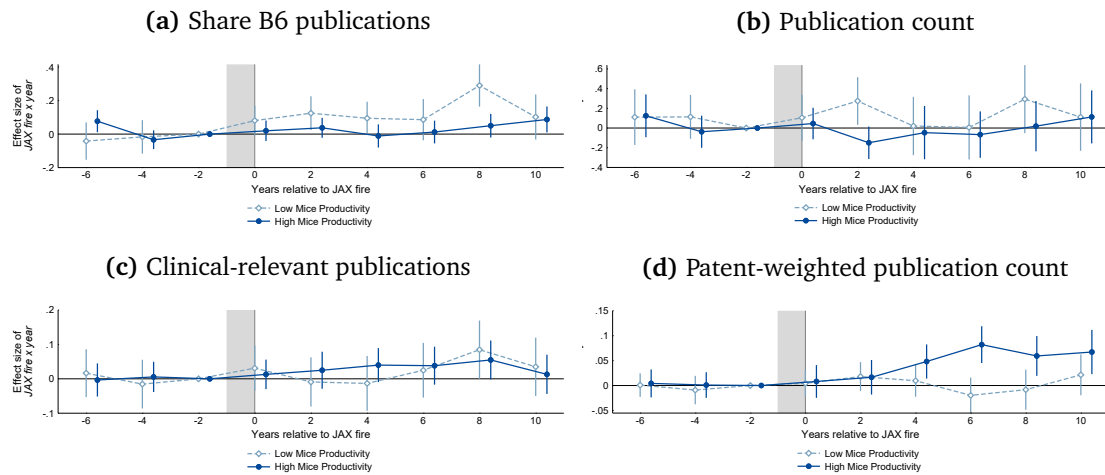 (a) Share B6 publications
Effect size of
JAX fire x year
.4
.2
0
-.2
-6 -4 -2 0 2 4 6 8 10
Years relative to JAX fire
Low Mice Productivity
High Mice Productivity
(b) Publication count
.6
.4
.2
0
-.2
-.4
-6 -4 -2 0 2 4 6 8 10
Years relative to JAX fire
Low Mice Productivity
High Mice Productivity
(c) Clinical-relevant publications
Effect size of
JAX fire x year
.2
.1
0
-.1
-6 -4 -2 0 2 4 6 8 10
Years relative to JAX fire
Low Mice Productivity
High Mice Productivity
(d) Patent-weighted publication count
.15
.1
.05
0
-.05
-6 -4 -2 0 2 4 6 8 10
Years relative to JAX fire
Low Mice Productivity
High Mice Productivity